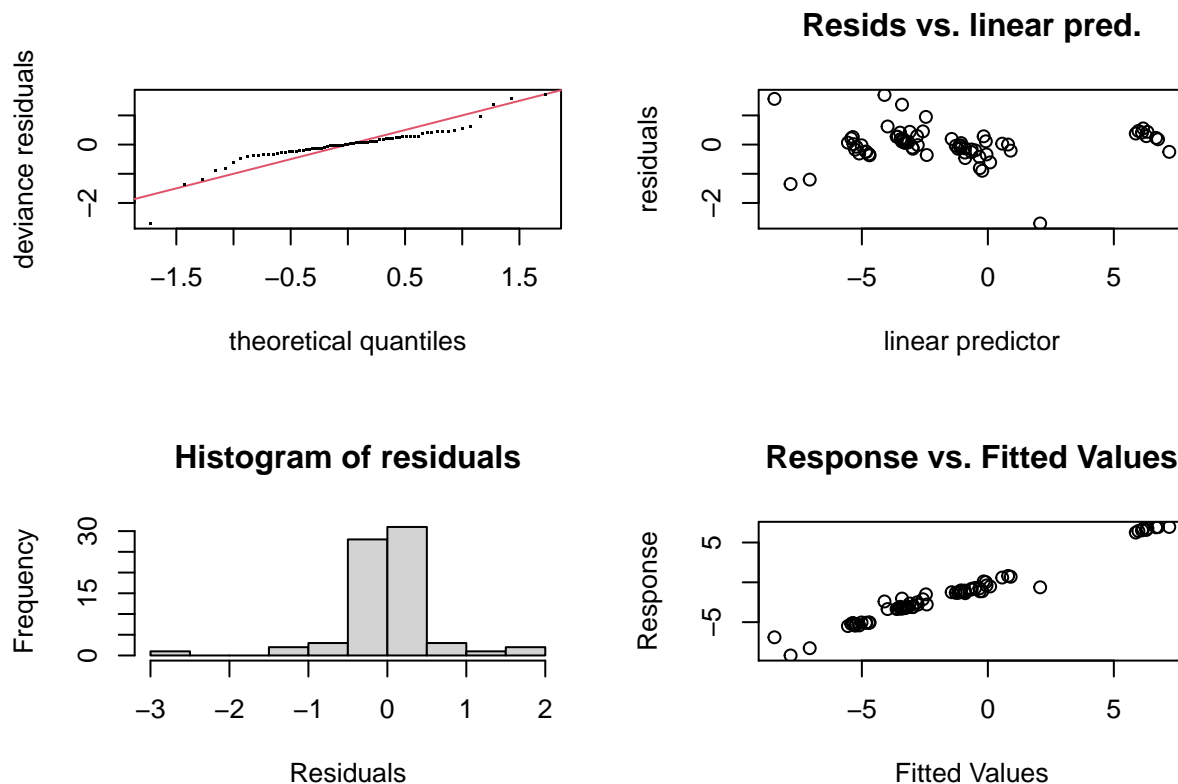 deviance residuals
0
−2
−1.5
−0.5
0.5
1.5
theoretical quantiles
Resids vs. linear pred.
residuals
0
−2
−5
0
5
linear predictor
Histogram of residuals
Frequency
30
15
0
−3
−2
−1
0
1
2
Residuals
Response vs. Fitted Values
Response
5
−5
−5
0
5
Fitted Values